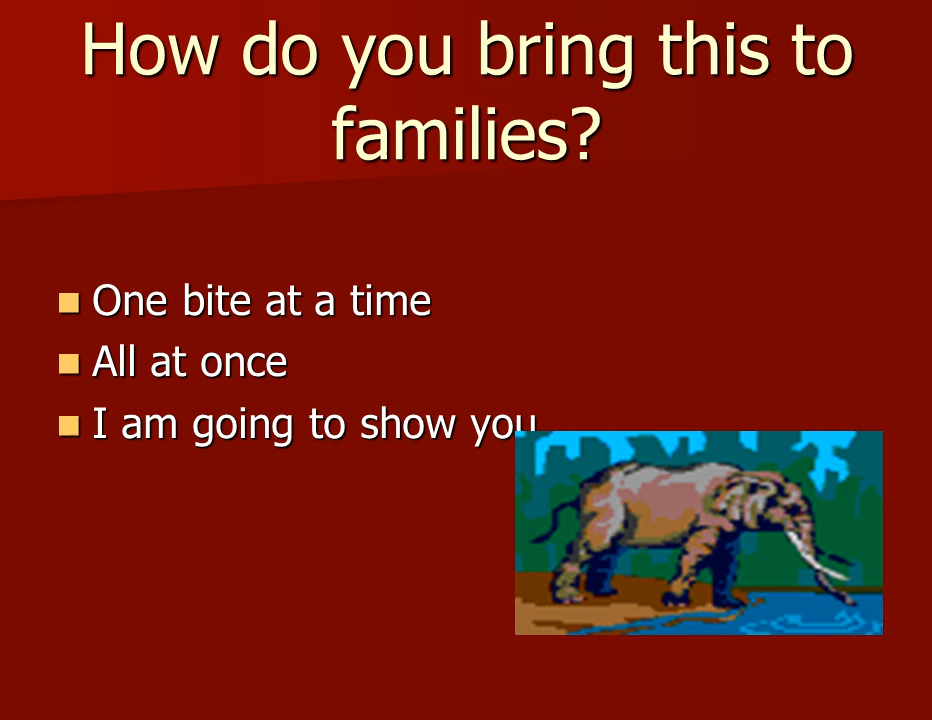 How do you bring this to
families?
One bite at a time
All at once
I am going to show you